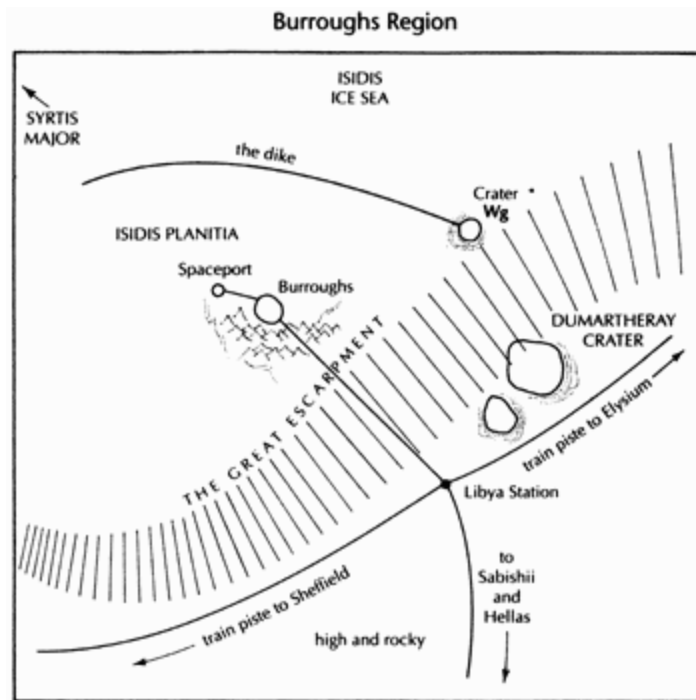 Burroughs Region
ISIDIS
ICE SEA
SYRTIS
MAJOR
the dike
Crater
Wg
ISIDIS PLANITIA
Spaceport
Burroughs
DUMARTHERAY
CRATER
THE GREAT ESCARPMENT
train piste to Elysium
Libya Station
to
Sabishii
and
Hellas
train piste to Sheffield
high and rocky